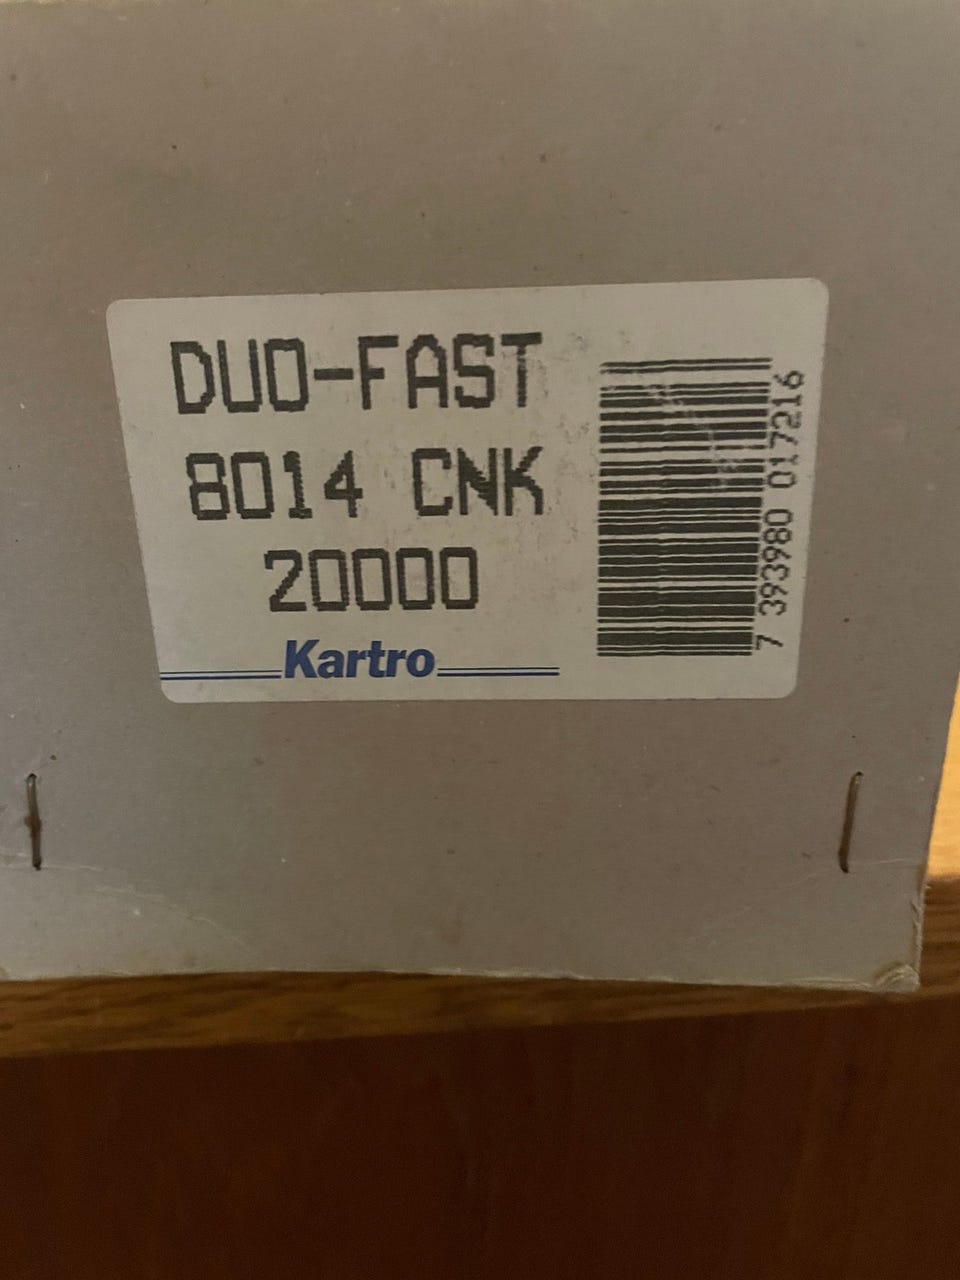 DUO-FAST
8014 CNK
20000
Kartro
7 393980 017216